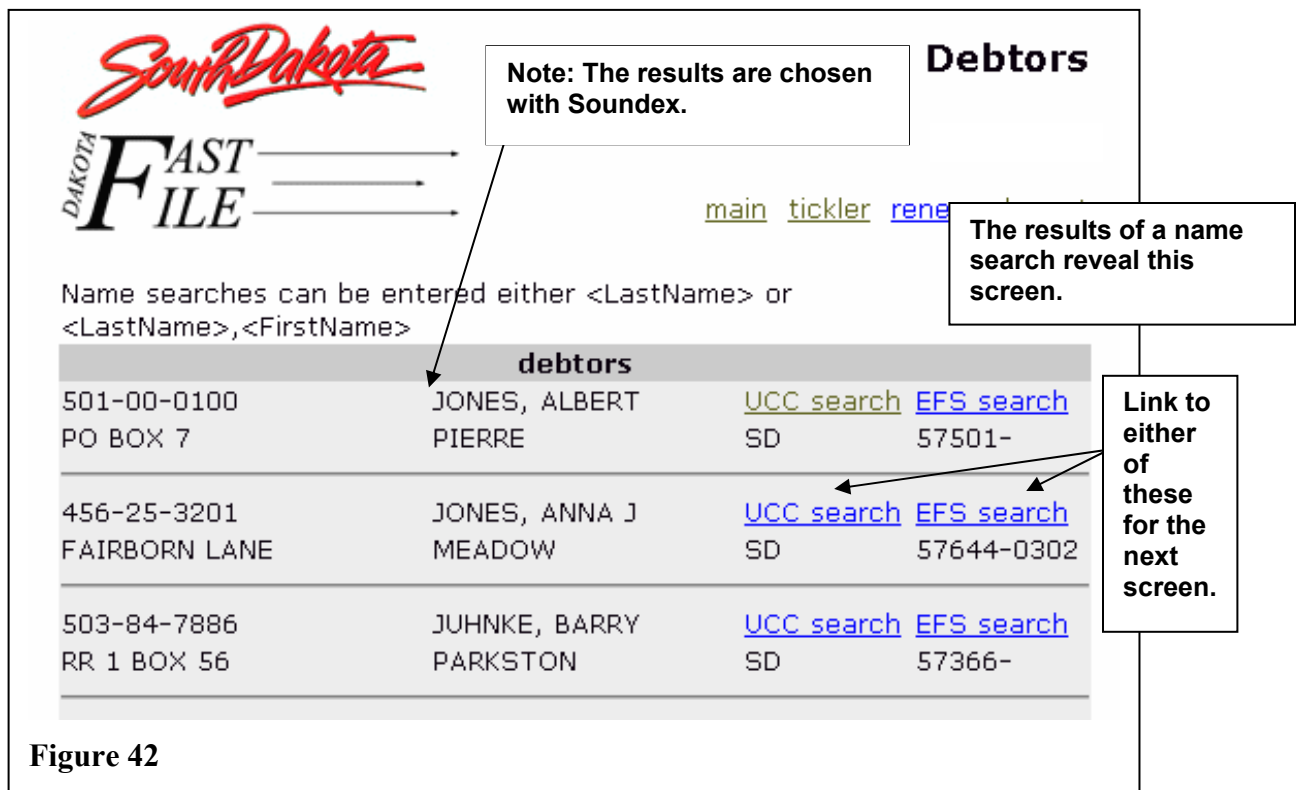 South Dakota
DAKOTA
FAST
FILE
Note: The results are chosen
with Soundex.
Debtors
main tickler
The results of a name
search reveal this
screen.
Name searches can be entered either <LastName> or
<LastName>,<FirstName>
debtors
501-00-0100 JONES, ALBERT UCC search EFS search
PO BOX 7 PIERRE SD 57501-
456-25-3201 JONES, ANNA J UCC search EFS search
FAIRBORN LANE MEADOW SD 57644-0302
503-84-7886 JUHNKE, BARRY UCC search EFS search
RR 1 BOX 56 PARKSTON SD 57366-
Link to
either
of
these
for the
next
screen.
Figure 42